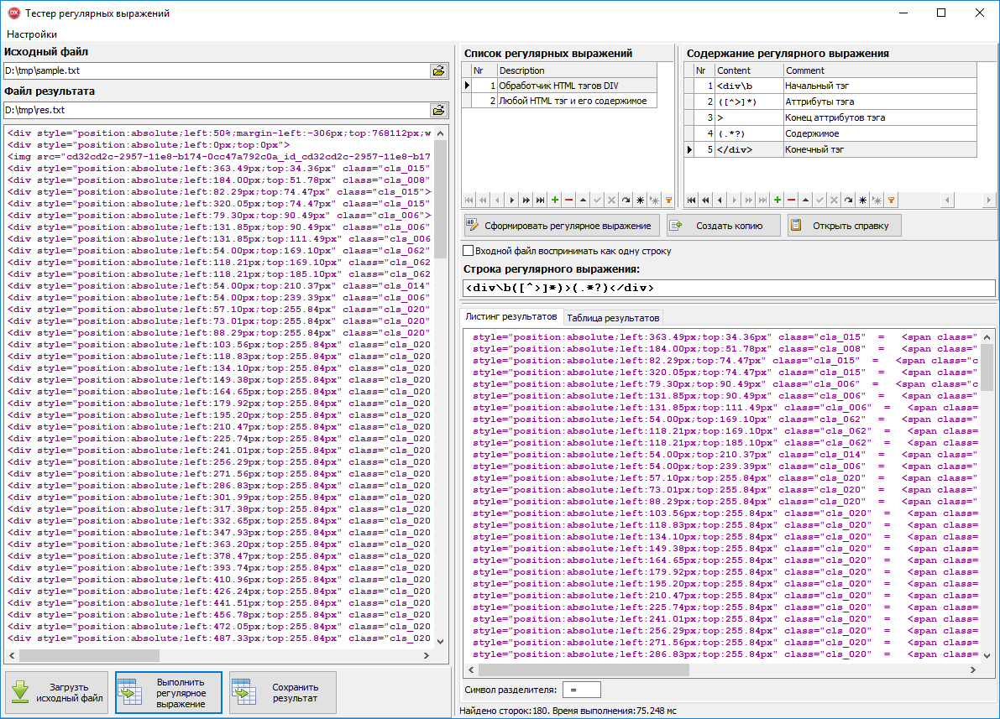 Тестер регулярных выражений
Настройки
Исходный файл
D:\tmp\sample.txt
Файл результата
D:\tmp\res.txt
<div style="position:absolute;left:50%;margin-left:-306px;top:768112px;w
<div style="position:absolute;left:0px;top:0px">
<img src="cd32cd2c-2957-11e8-b174-0cc47a792c0a_id_cd32cd2c-2957-11e8-b17
<div style="position:absolute;left:363.49px;top:34.36px" class="cls_015"
<div style="position:absolute;left:184.00px;top:51.78px" class="cls_008"
<div style="position:absolute;left:82.29px;top:74.47px" class="cls_015">
<div style="position:absolute;left:320.05px;top:74.47px" class="cls_015"
<div style="position:absolute;left:79.30px;top:90.49px" class="cls_006">
<div style="position:absolute;left:131.85px;top:90.49px" class="cls_006"
<div style="position:absolute;left:131.85px;top:111.49px" class="cls_006
<div style="position:absolute;left:54.00px;top:169.10px" class="cls_062"
<div style="position:absolute;left:118.21px;top:169.10px" class="cls_062
<div style="position:absolute;left:118.21px;top:185.10px" class="cls_062
<div style="position:absolute;left:54.00px;top:210.37px" class="cls_014"
<div style="position:absolute;left:54.00px;top:239.39px" class="cls_006"
<div style="position:absolute;left:57.10px;top:255.84px" class="cls_020"
<div style="position:absolute;left:73.01px;top:255.84px" class="cls_020"
<div style="position:absolute;left:88.29px;top:255.84px" class="cls_020"
<div style="position:absolute;left:103.56px;top:255.84px" class="cls_020
<div style="position:absolute;left:118.83px;top:255.84px" class="cls_020
<div style="position:absolute;left:134.10px;top:255.84px" class="cls_020
<div style="position:absolute;left:149.38px;top:255.84px" class="cls_020
<div style="position:absolute;left:164.65px;top:255.84px" class="cls_020
<div style="position:absolute;left:179.92px;top:255.84px" class="cls_020
<div style="position:absolute;left:195.20px;top:255.84px" class="cls_020
<div style="position:absolute;left:210.47px;top:255.84px" class="cls_020
<div style="position:absolute;left:225.74px;top:255.84px" class="cls_020
<div style="position:absolute;left:241.01px;top:255.84px" class="cls_020
<div style="position:absolute;left:256.29px;top:255.84px" class="cls_020
<div style="position:absolute;left:271.56px;top:255.84px" class="cls_020
<div style="position:absolute;left:286.83px;top:255.84px" class="cls_020
<div style="position:absolute;left:301.99px;top:255.84px" class="cls_020
<div style="position:absolute;left:317.38px;top:255.84px" class="cls_020
<div style="position:absolute;left:332.65px;top:255.84px" class="cls_020
<div style="position:absolute;left:347.93px;top:255.84px" class="cls_020
<div style="position:absolute;left:363.20px;top:255.84px" class="cls_020
<div style="position:absolute;left:378.47px;top:255.84px" class="cls_020
<div style="position:absolute;left:393.74px;top:255.84px" class="cls_020
<div style="position:absolute;left:410.96px;top:255.84px" class="cls_020
<div style="position:absolute;left:426.24px;top:255.84px" class="cls_020
<div style="position:absolute;left:441.51px;top:255.84px" class="cls_020
<div style="position:absolute;left:456.78px;top:255.84px" class="cls_020
<div style="position:absolute;left:472.05px;top:255.84px" class="cls_020
<div style="position:absolute;left:487.33px;top:255.84px" class="cls_020
Загрузть
исходный файл
Выполнить
регулярное
выражение
Сохранить
результат
Список регулярных выражений
Nr Description
1 Обработчик HTML тэгов DIV
2 Любой HTML тэг и его содержимое
Содержание регулярного выражения
Nr Content Comment
1 <div\b Начальный тэг
2 ([^>]*) Аттрибуты тэга
3 > Конец аттрибутов тэга
4 (.*?) Содержимое
5 </div> Конечный тэг
Сформировать регулярное выражение
Создать копию
Открыть справку
Входной файл воспринимать как одну строку
Строка регулярного выражения:
<div\b([^>]*)>(.*?)</div>
Листинг результатов Таблица результатов
style="position:absolute;left:363.49px;top:34.36px" class="cls_015" = <span class="
style="position:absolute;left:184.00px;top:51.78px" class="cls_008" = <span class="
style="position:absolute;left:82.29px;top:74.47px" class="cls_015" = <span class="c
style="position:absolute;left:320.05px;top:74.47px" class="cls_015" = <span class="
style="position:absolute;left:79.30px;top:90.49px" class="cls_006" = <span class="c
style="position:absolute;left:131.85px;top:90.49px" class="cls_006" = <span class="
style="position:absolute;left:131.85px;top:111.49px" class="cls_006" = <span class=
style="position:absolute;left:54.00px;top:169.10px" class="cls_062" = <span class="
style="position:absolute;left:118.21px;top:169.10px" class="cls_062" = <span class=
style="position:absolute;left:118.21px;top:185.10px" class="cls_062" = <span class=
style="position:absolute;left:54.00px;top:210.37px" class="cls_014" = <span class="
style="position:absolute;left:54.00px;top:239.39px" class="cls_006" = <span class="
style="position:absolute;left:57.10px;top:255.84px" class="cls_020" = <span class="
style="position:absolute;left:73.01px;top:255.84px" class="cls_020" = <span class="
style="position:absolute;left:88.29px;top:255.84px" class="cls_020" = <span class="
style="position:absolute;left:103.56px;top:255.84px" class="cls_020" = <span class=
style="position:absolute;left:118.83px;top:255.84px" class="cls_020" = <span class=
style="position:absolute;left:134.10px;top:255.84px" class="cls_020" = <span class=
style="position:absolute;left:149.38px;top:255.84px" class="cls_020" = <span class=
style="position:absolute;left:164.65px;top:255.84px" class="cls_020" = <span class=
style="position:absolute;left:179.92px;top:255.84px" class="cls_020" = <span class=
style="position:absolute;left:195.20px;top:255.84px" class="cls_020" = <span class=
style="position:absolute;left:210.47px;top:255.84px" class="cls_020" = <span class=
style="position:absolute;left:225.74px;top:255.84px" class="cls_020" = <span class=
style="position:absolute;left:241.01px;top:255.84px" class="cls_020" = <span class=
style="position:absolute;left:256.29px;top:255.84px" class="cls_020" = <span class=
style="position:absolute;left:271.56px;top:255.84px" class="cls_020" = <span class=
style="position:absolute;left:286.83px;top:255.84px" class="cls_020" = <span class=
Символ разделителя: =
Найдено сторок:180. Время выполнения:75.248 мс